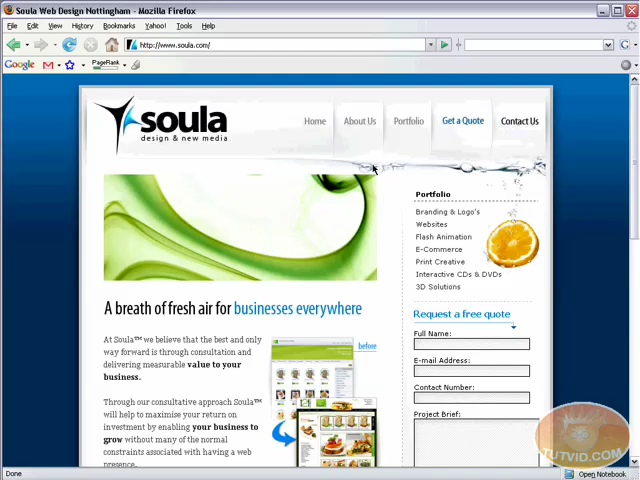 Soula Web Design Nottingham - Mozilla Firefox
File Edit View History Bookmarks Yahoo! Tools Help
http://www.soula.com/
Google
PageRank
soula
design & new media
Home About Us Portfolio Get a Quote Contact Us
Portfolio
Branding & Logo's
Websites
Flash Animation
E-Commerce
Print Creative
Interactive CDs & DVDs
3D Solutions
A breath of fresh air for businesses everywhere
At Soula™ we believe that the best and only
way forward is through consultation and
delivering measurable value to your
business.
before
Through our consultative approach Soula™
will help to maximise your return on
investment by enabling your business to
grow without many of the normal
constraints associated with having a web
presence.
Request a free quote
Full Name:
E-mail Address:
Contact Number:
Project Brief:
TUTVID.COM
Done
Open Notebook